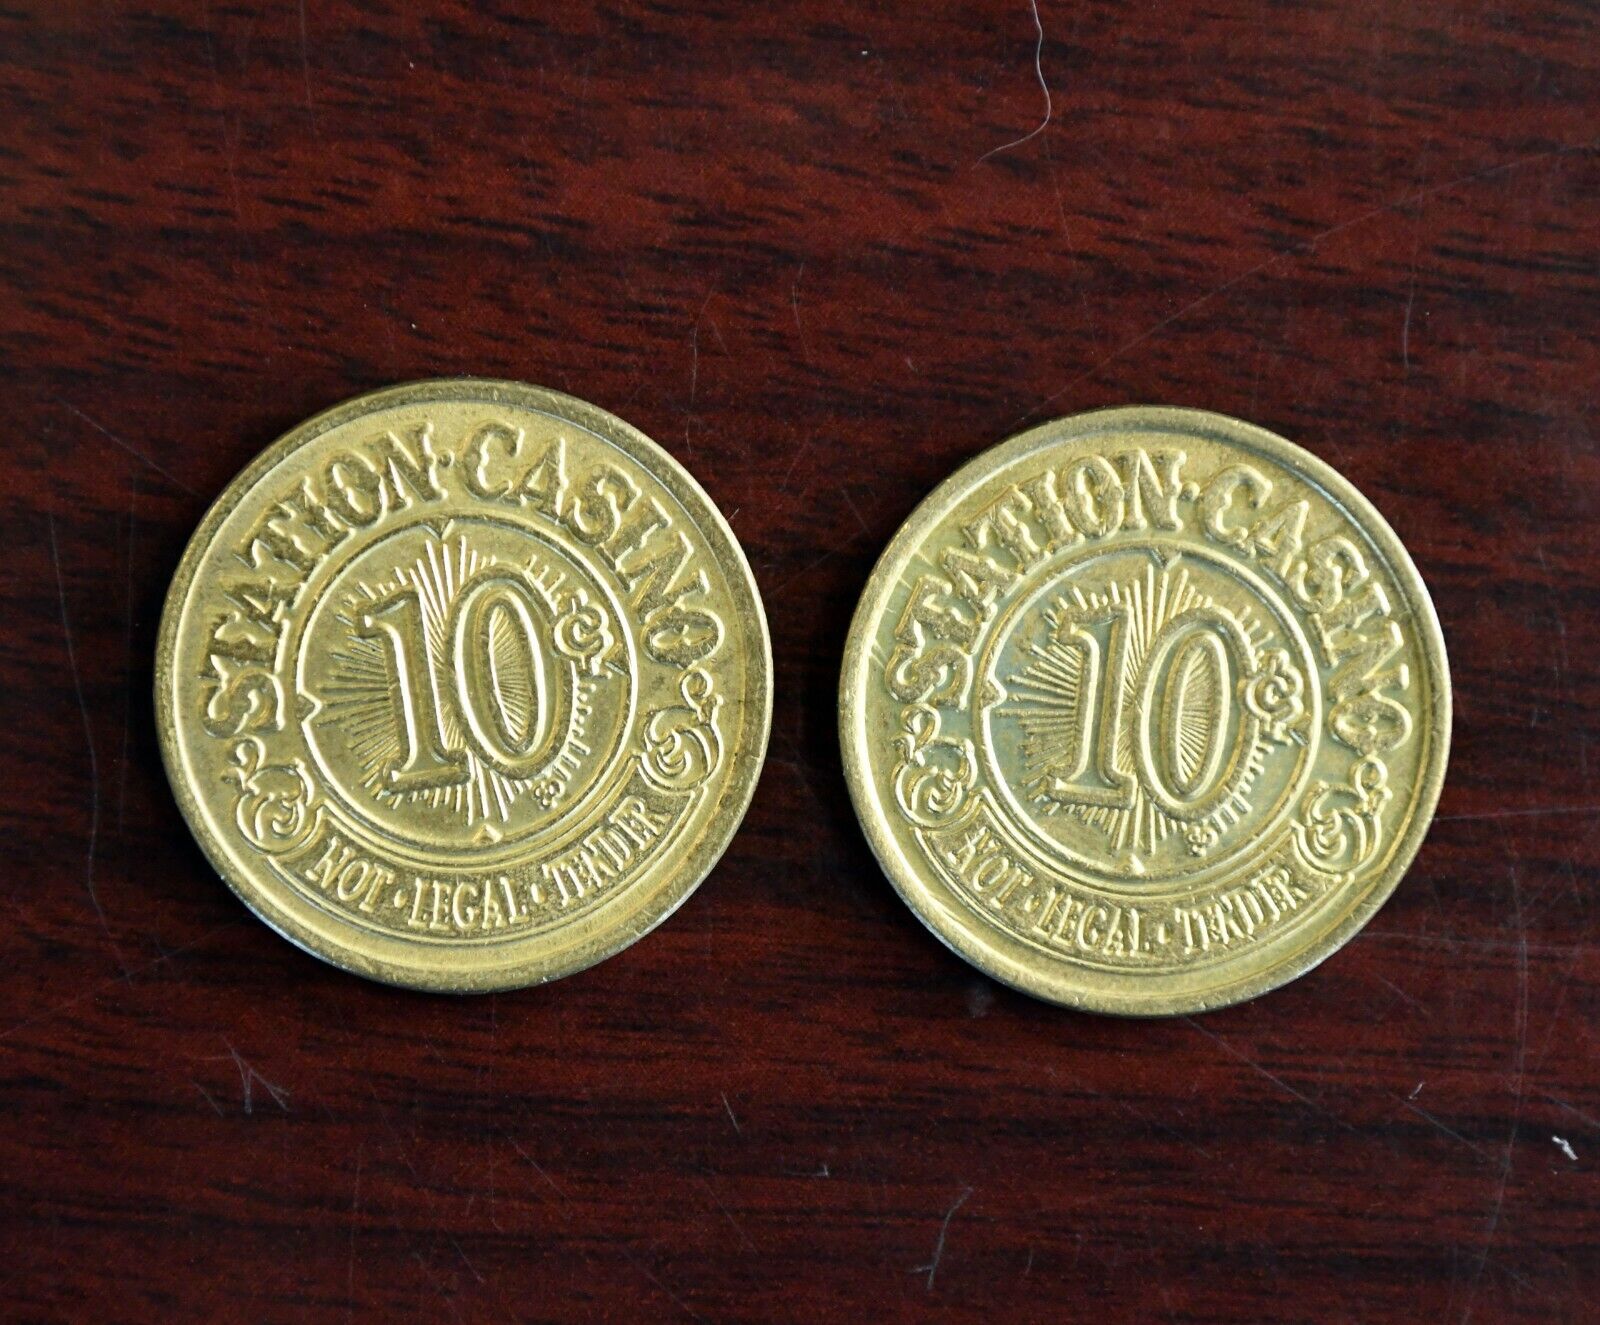 STATION·CASINO
10¢
NOT·LEGAL·TENDER
STATION·CASINO
10¢
NOT·LEGAL·TENDER